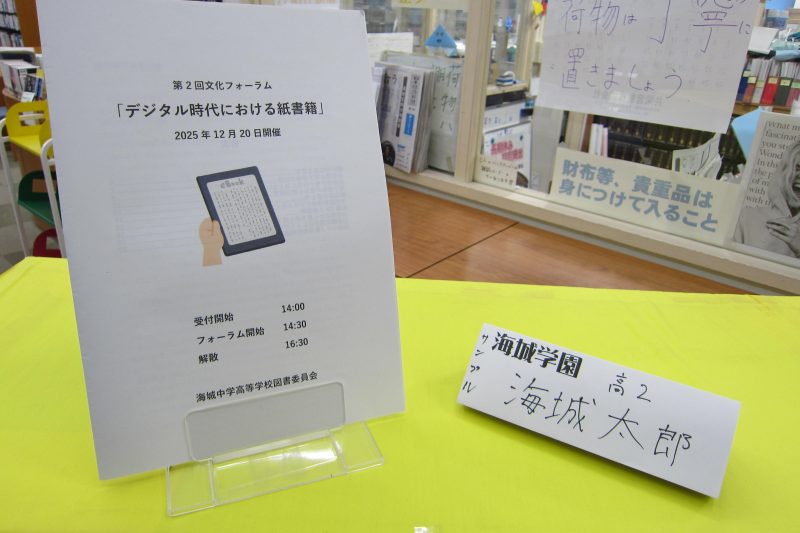 第2回文化フォーラム
「デジタル時代における紙書籍」
2025年12月20日開催
eBook
受付開始 14:00
フォーラム開始 14:30
解散 16:30
海城中学高等学校図書委員会
サンプル
海城学園
高2
海城太郎
荷物は丁寧に
置きましょう
財布等、貴重品は
身につけて入ること